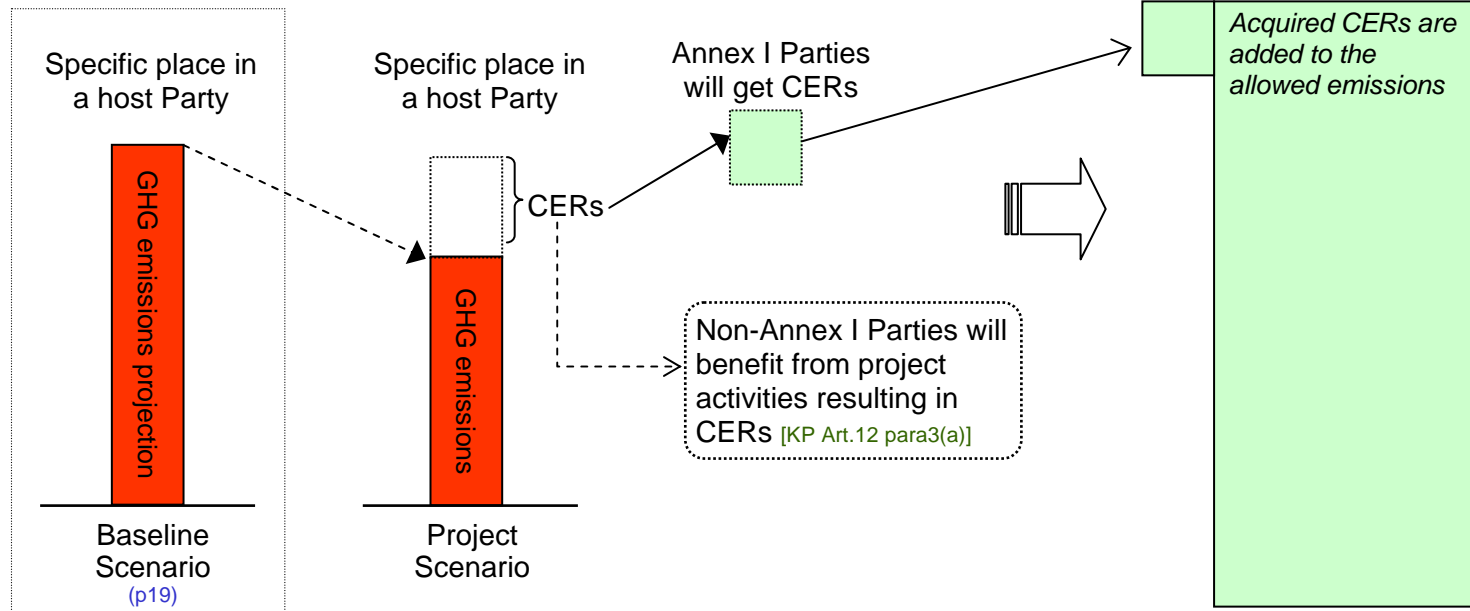 Specific place in
a host Party
GHG emissions projection
Baseline
Scenario
(p19)
Specific place in
a host Party
GHG emissions
Project
Scenario
CERs
Annex I Parties
will get CERs
Non-Annex I Parties will
benefit from project
activities resulting in
CERs [KP Art.12 para3(a)]
Acquired CERs are
added to the
allowed emissions